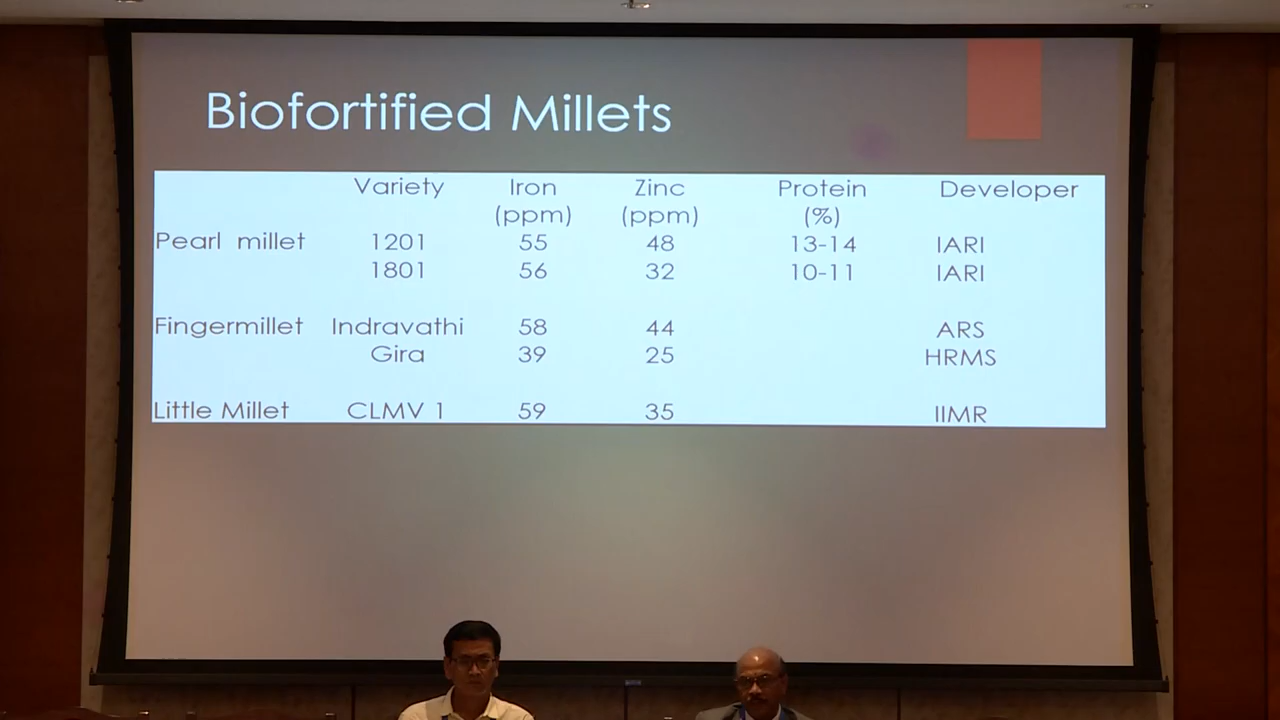 Biofortified Millets
Variety Iron Zinc Protein Developer
(ppm) (ppm) (%)
Pearl millet 1201 55 48 13-14 IARI
1801 56 32 10-11 IARI
Fingermillet Indravathi 58 44 ARS
Gira 39 25 HRMS
Little Millet CLMV 1 59 35 IIMR